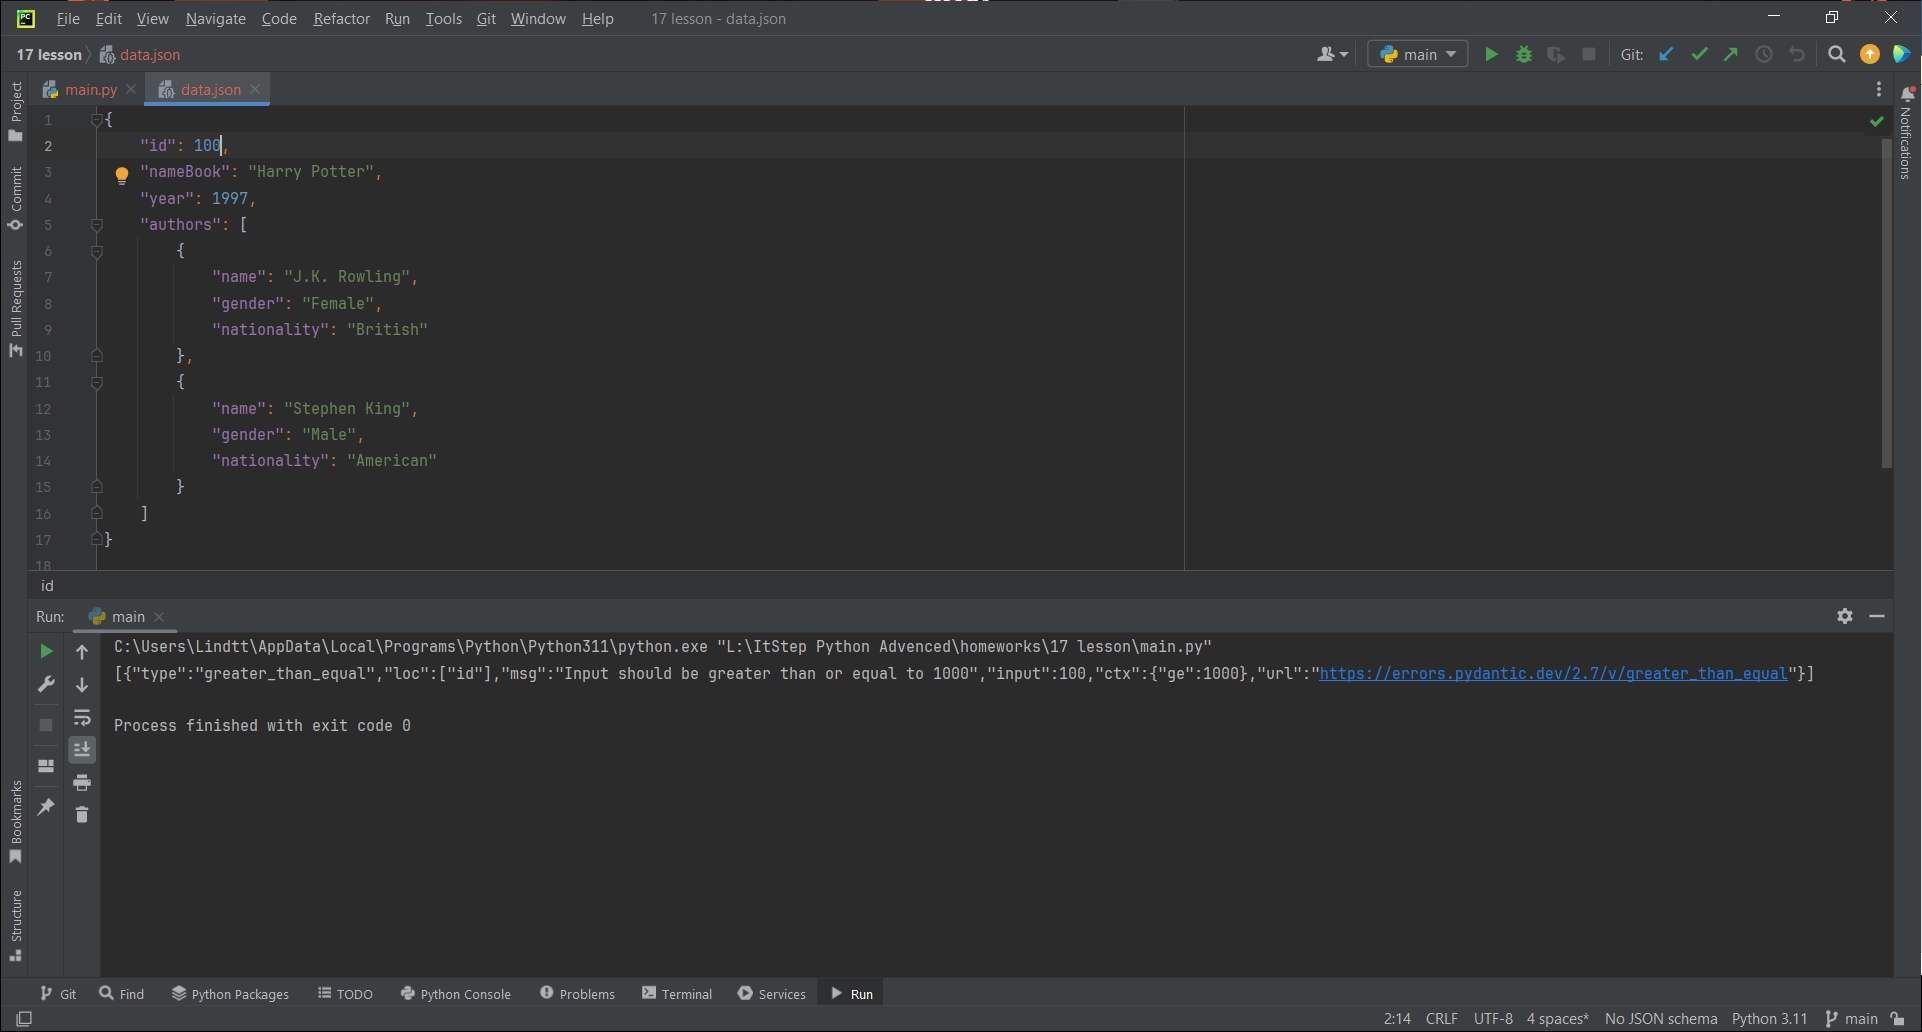 PC File Edit View Navigate Code Refactor Run Tools Git Window Help 17 lesson - data.json
17 lesson data.json main Git:
main.py data.json
Project
Commit
Pull Requests
Bookmarks
Structure
Notifications
1 {
2 "id": 100,
3 "nameBook": "Harry Potter",
4 "year": 1997,
5 "authors": [
6 {
7 "name": "J.K. Rowling",
8 "gender": "Female",
9 "nationality": "British"
10 },
11 {
12 "name": "Stephen King",
13 "gender": "Male",
14 "nationality": "American"
15 }
16 ]
17 }
18
id
Run: main
C:\Users\Lindtt\AppData\Local\Programs\Python\Python311\python.exe "L:\ItStep Python Advenced\homeworks\17 lesson\main.py"
[{"type":"greater_than_equal","loc":["id"],"msg":"Input should be greater than or equal to 1000","input":100,"ctx":{"ge":1000},"url":"https://errors.pydantic.dev/2.7/v/greater_than_equal"}]
Process finished with exit code 0
Git Find Python Packages TODO Python Console Problems Terminal Services Run
2:14 CRLF UTF-8 4 spaces* No JSON schema Python 3.11 main